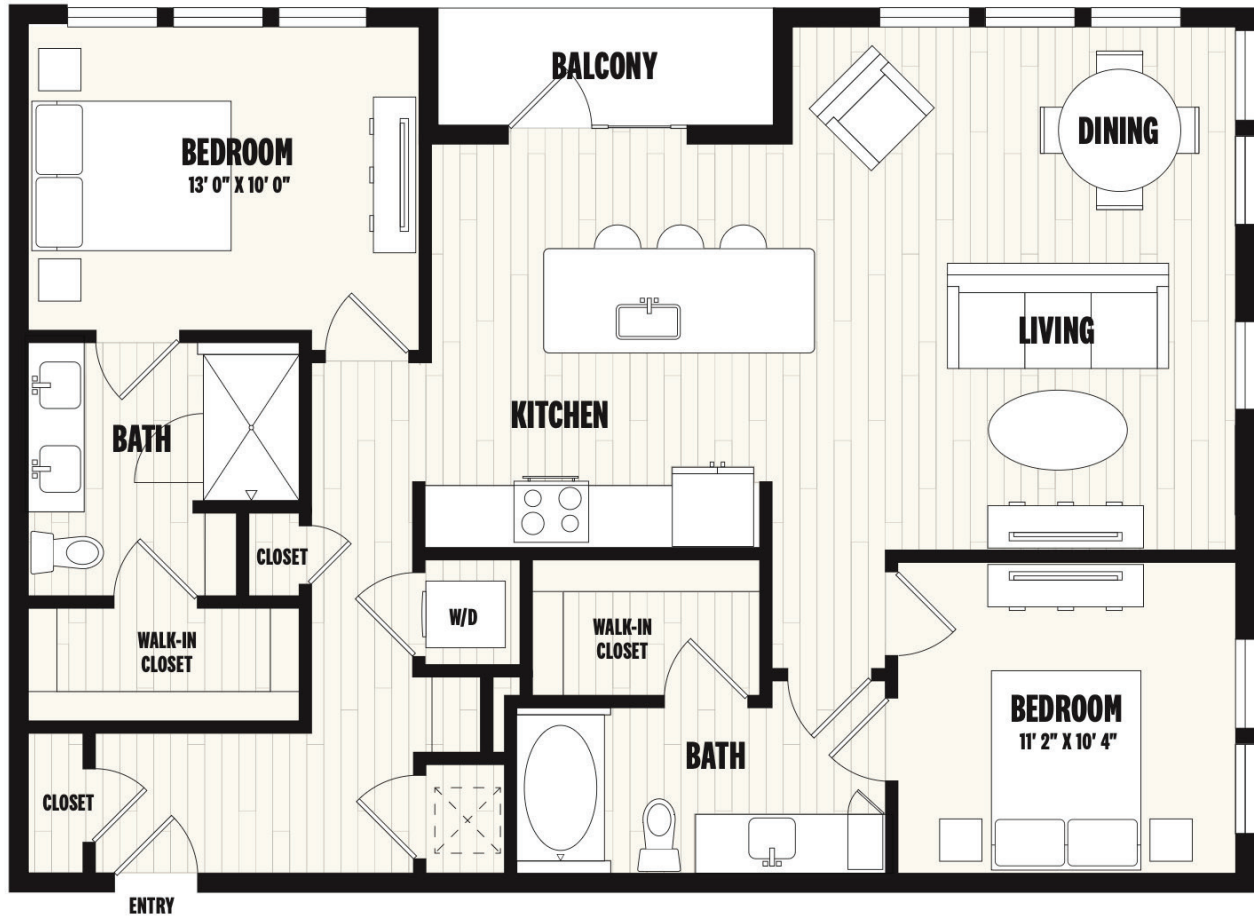 BALCONY
DINING
BEDROOM
13' 0" X 10' 0"
LIVING
KITCHEN
BATH
CLOSET
W/D
WALK-IN
CLOSET
WALK-IN
CLOSET
BEDROOM
11' 2" X 10' 4"
BATH
CLOSET
ENTRY